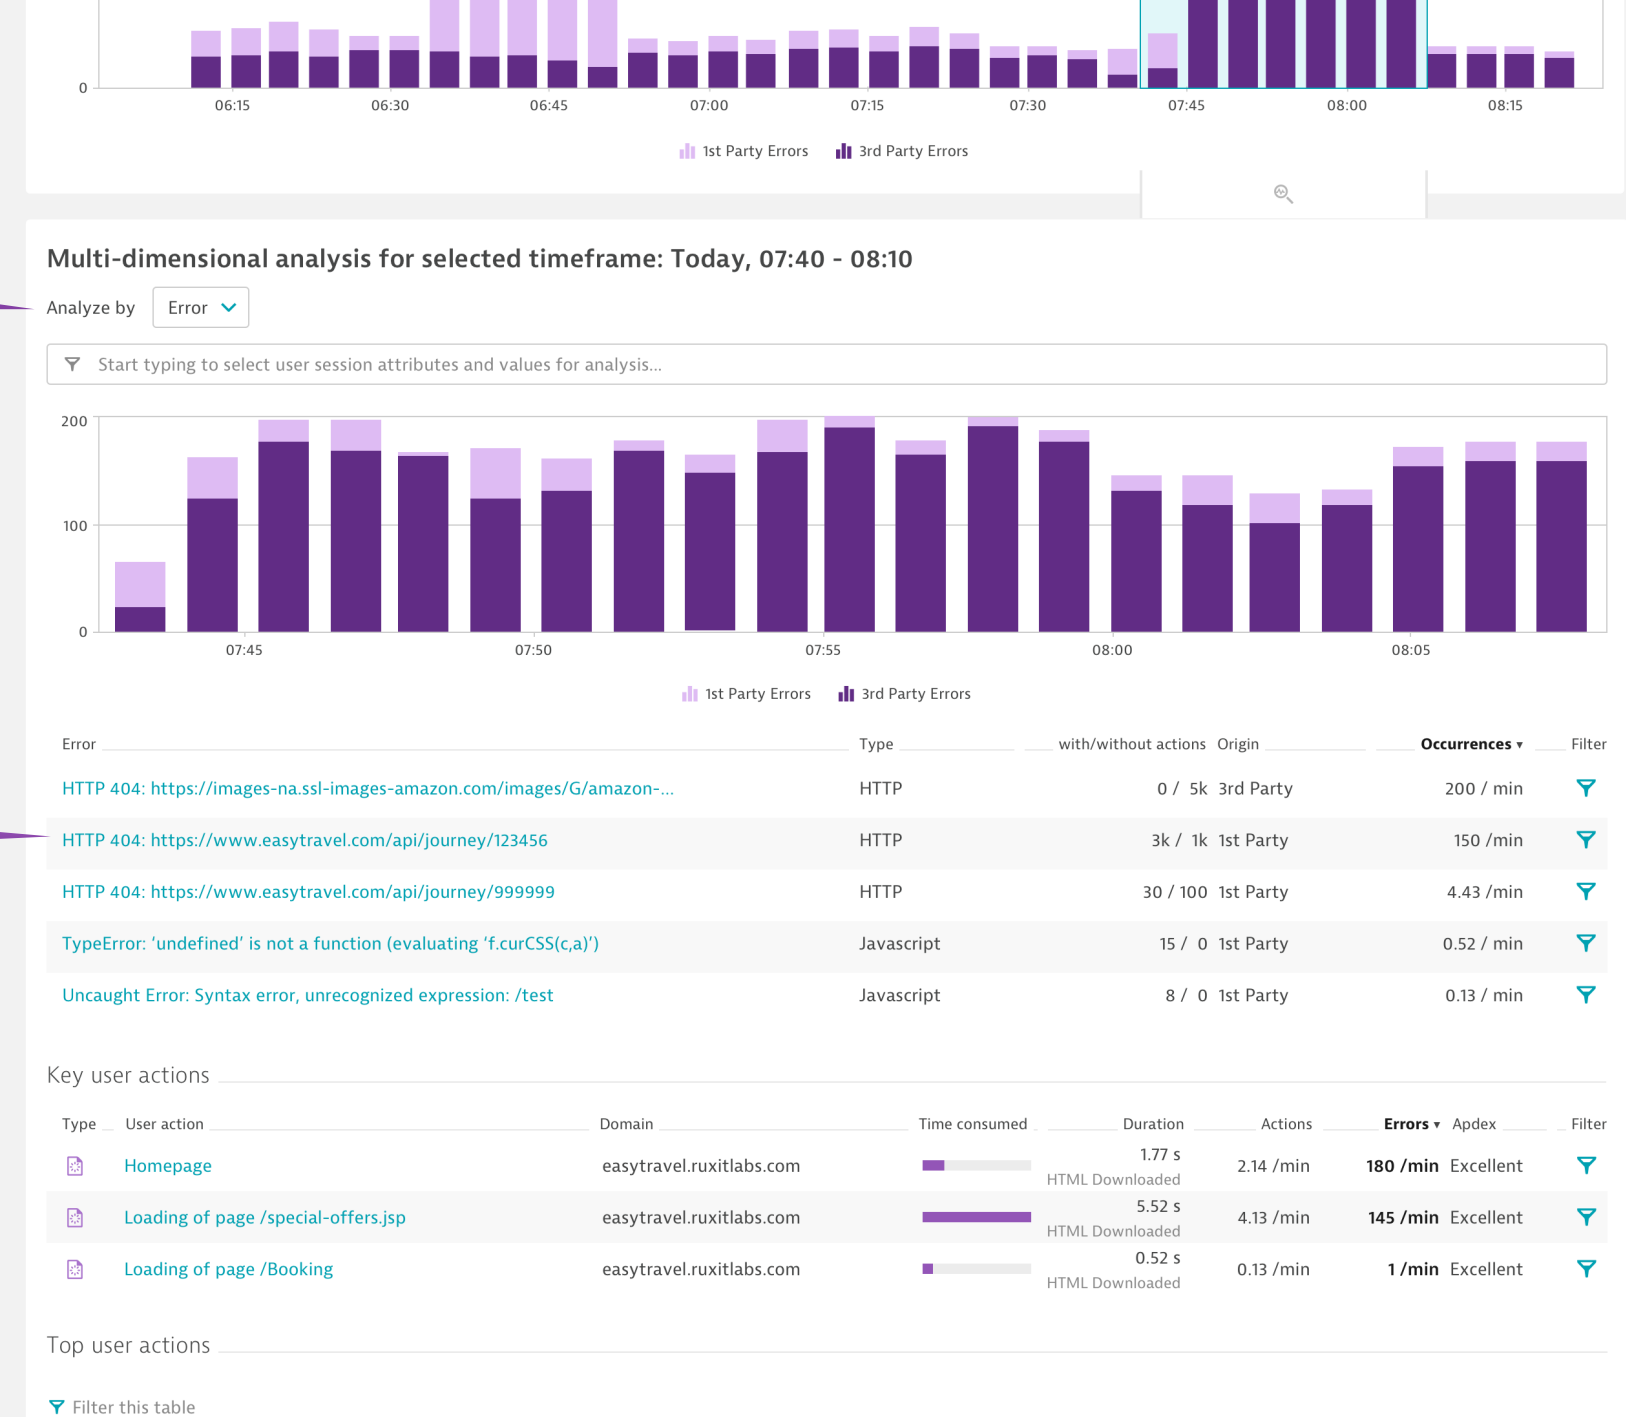 0
06:15 06:30 06:45 07:00 07:15 07:30 07:45 08:00 08:15
1st Party Errors 3rd Party Errors
Multi-dimensional analysis for selected timeframe: Today, 07:40 - 08:10
Analyze by Error
Start typing to select user session attributes and values for analysis...
200
100
0
07:45 07:50 07:55 08:00 08:05
1st Party Errors 3rd Party Errors
Error Type with/without actions Origin Occurrences ▾ Filter
HTTP 404: https://images-na.ssl-images-amazon.com/images/G/amazon-... HTTP 0 / 5k 3rd Party 200 / min
HTTP 404: https://www.easytravel.com/api/journey/123456 HTTP 3k / 1k 1st Party 150 /min
HTTP 404: https://www.easytravel.com/api/journey/999999 HTTP 30 / 100 1st Party 4.43 /min
TypeError: ‘undefined’ is not a function (evaluating ‘f.curCSS(c,a)’) Javascript 15 / 0 1st Party 0.52 / min
Uncaught Error: Syntax error, unrecognized expression: /test Javascript 8 / 0 1st Party 0.13 / min
Key user actions
Type User action Domain Time consumed Duration Actions Errors ▾ Apdex Filter
Homepage easytravel.ruxitlabs.com 1.77 s 2.14 /min 180 /min Excellent
HTML Downloaded
Loading of page /special-offers.jsp easytravel.ruxitlabs.com 5.52 s 4.13 /min 145 /min Excellent
HTML Downloaded
Loading of page /Booking easytravel.ruxitlabs.com 0.52 s 0.13 /min 1 /min Excellent
HTML Downloaded
Top user actions
Filter this table